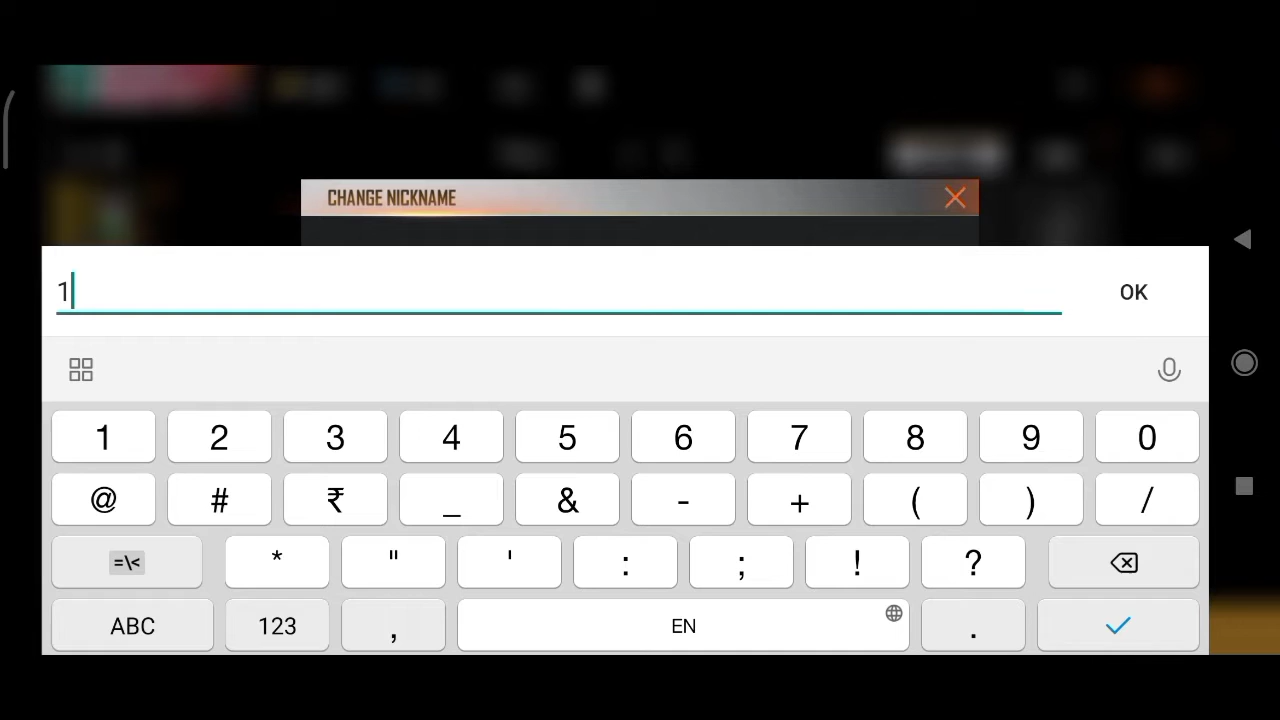 CHANGE NICKNAME
1
OK
1 2 3 4 5 6 7 8 9 0
@ # ₹ _ & - + ( ) /
=\< * " ' : ; ! ?
ABC 123 , EN .